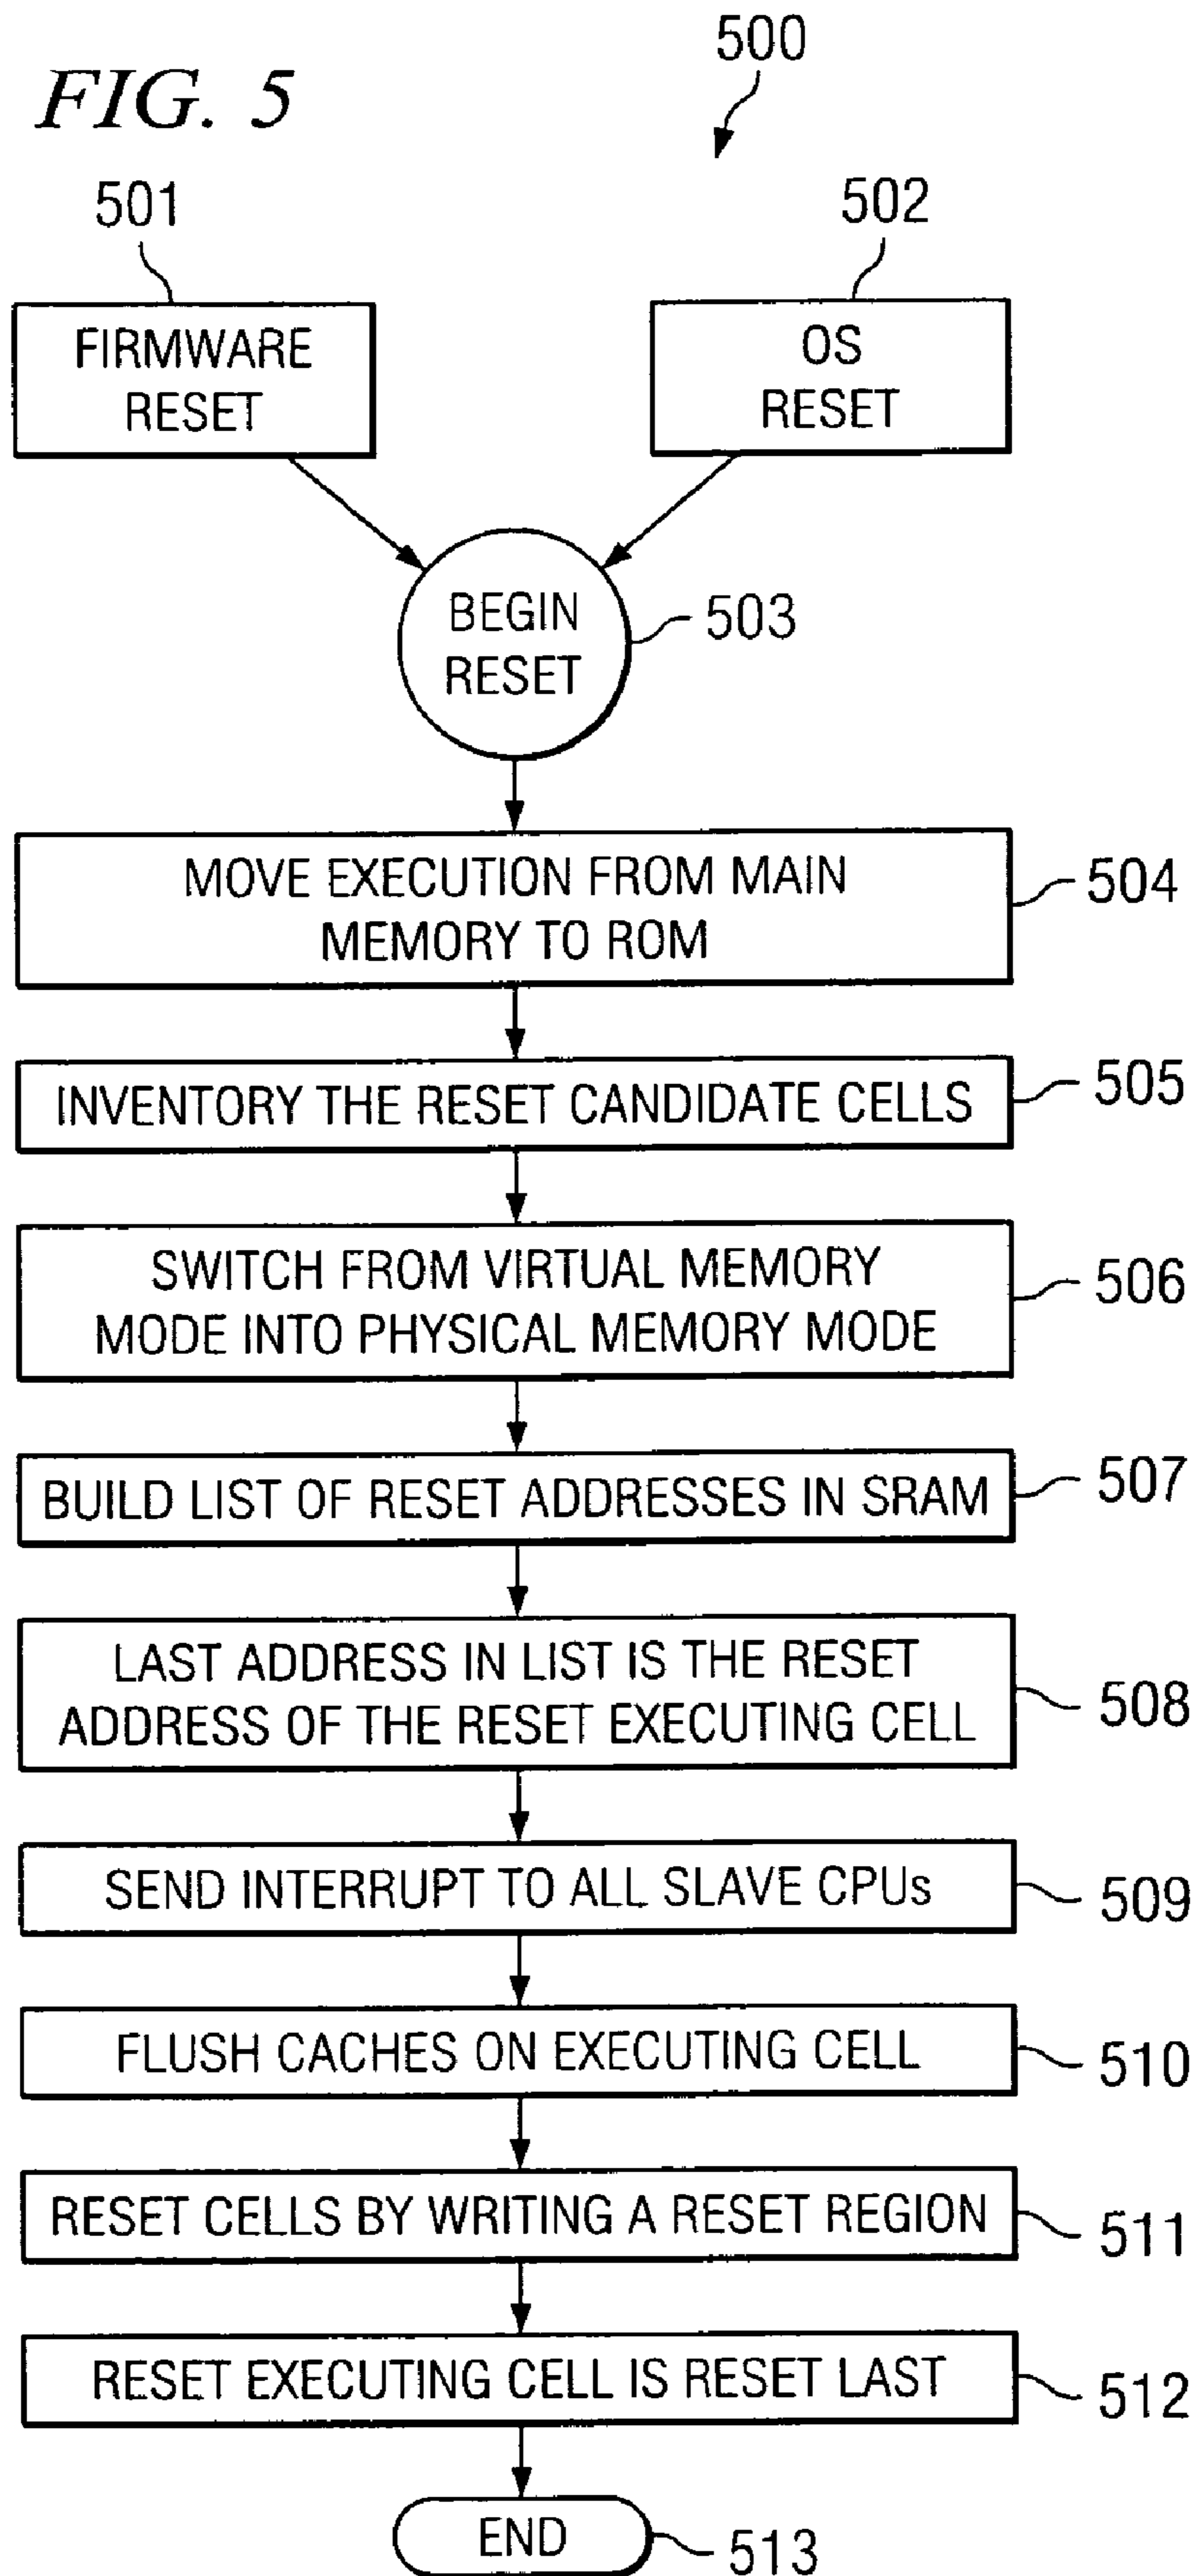 FIG. 5
500
501
502
FIRMWARE
RESET
OS
RESET
BEGIN
RESET
503
MOVE EXECUTION FROM MAIN
MEMORY TO ROM
504
INVENTORY THE RESET CANDIDATE CELLS
505
SWITCH FROM VIRTUAL MEMORY
MODE INTO PHYSICAL MEMORY MODE
506
BUILD LIST OF RESET ADDRESSES IN SRAM
507
LAST ADDRESS IN LIST IS THE RESET
ADDRESS OF THE RESET EXECUTING CELL
508
SEND INTERRUPT TO ALL SLAVE CPUs
509
FLUSH CACHES ON EXECUTING CELL
510
RESET CELLS BY WRITING A RESET REGION
511
RESET EXECUTING CELL IS RESET LAST
512
END
513